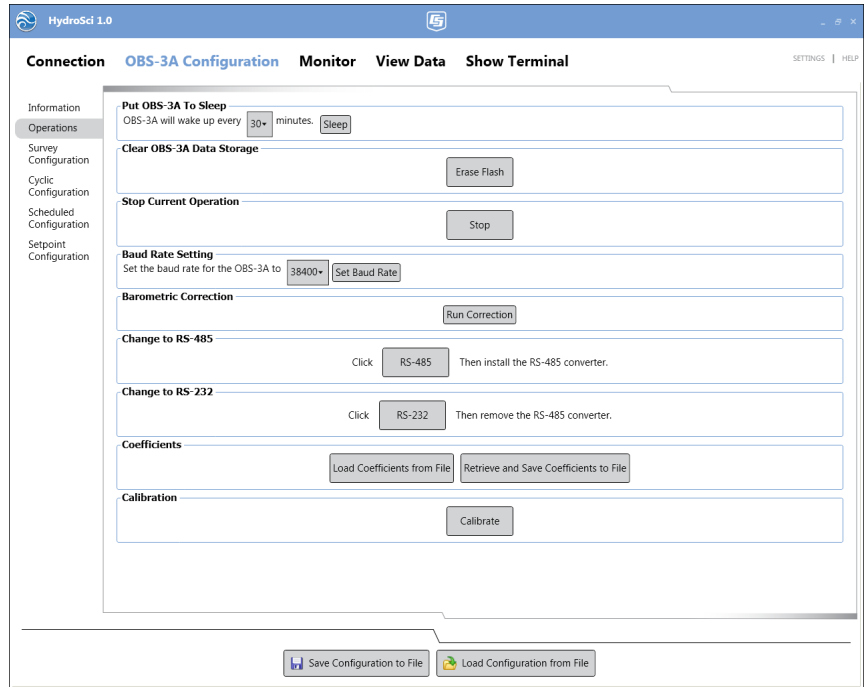 HydroSci 1.0
Connection OBS-3A Configuration Monitor View Data Show Terminal
SETTINGS | HELP
Information
Operations
Survey
Configuration
Cyclic
Configuration
Scheduled
Configuration
Setpoint
Configuration
Put OBS-3A To Sleep
OBS-3A will wake up every 30 minutes. Sleep
Clear OBS-3A Data Storage
Erase Flash
Stop Current Operation
Stop
Baud Rate Setting
Set the baud rate for the OBS-3A to 38400 Set Baud Rate
Barometric Correction
Run Correction
Change to RS-485
Click RS-485 Then install the RS-485 converter.
Change to RS-232
Click RS-232 Then remove the RS-485 converter.
Coefficients
Load Coefficients from File Retrieve and Save Coefficients to File
Calibration
Calibrate
Save Configuration to File Load Configuration from File